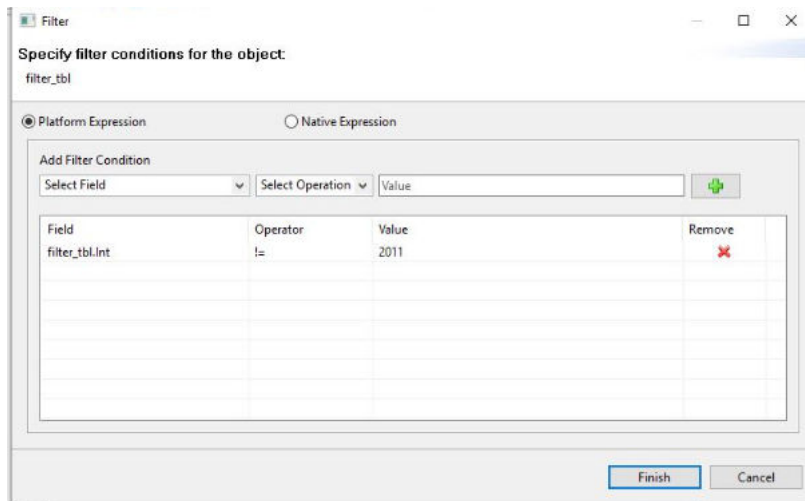 Filter
Specify filter conditions for the object:
filter_tbl
Platform Expression Native Expression
Add Filter Condition
Select Field Select Operation Value
Field Operator Value Remove
filter_tbl.Int != 2011
Finish Cancel